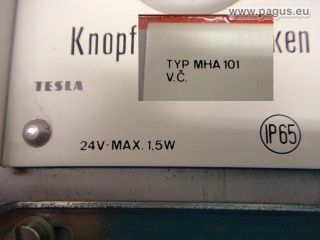 © www.pagus.eu
Knopf ken
TYP MHA 101
V.Č.
TESLA
24V-MAX. 1.5W
IP65